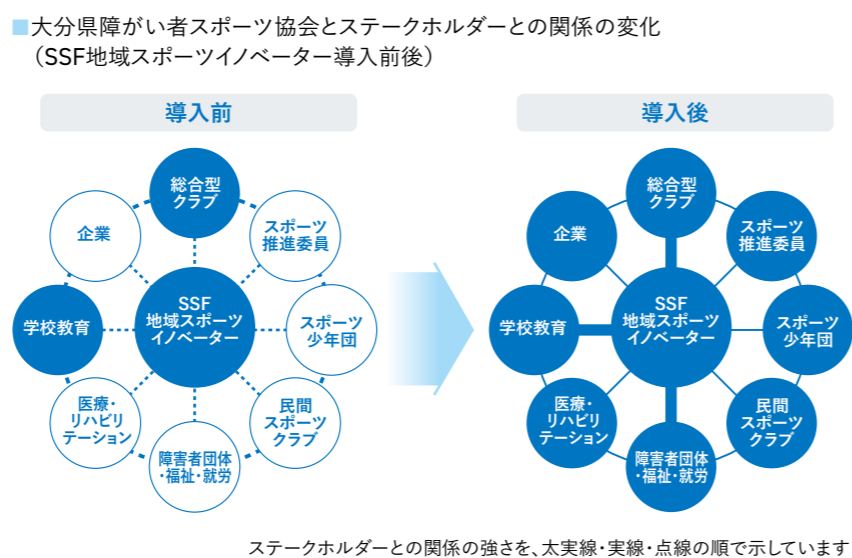 ■大分県障がい者スポーツ協会とステークホルダーとの関係の変化
（SSF地域スポーツイノベーター導入前後）
導入前
総合型
クラブ
スポーツ
推進委員
スポーツ
少年団
民間
スポーツ
クラブ
障害者団体
・福祉・就労
医療・
リハビリ
テーション
学校教育
企業
SSF
地域スポーツ
イノベーター
導入後
総合型
クラブ
スポーツ
推進委員
スポーツ
少年団
民間
スポーツ
クラブ
障害者団体
・福祉・就労
医療・
リハビリ
テーション
学校教育
企業
SSF
地域スポーツ
イノベーター
ステークホルダーとの関係の強さを、太実線・実線・点線の順で示しています